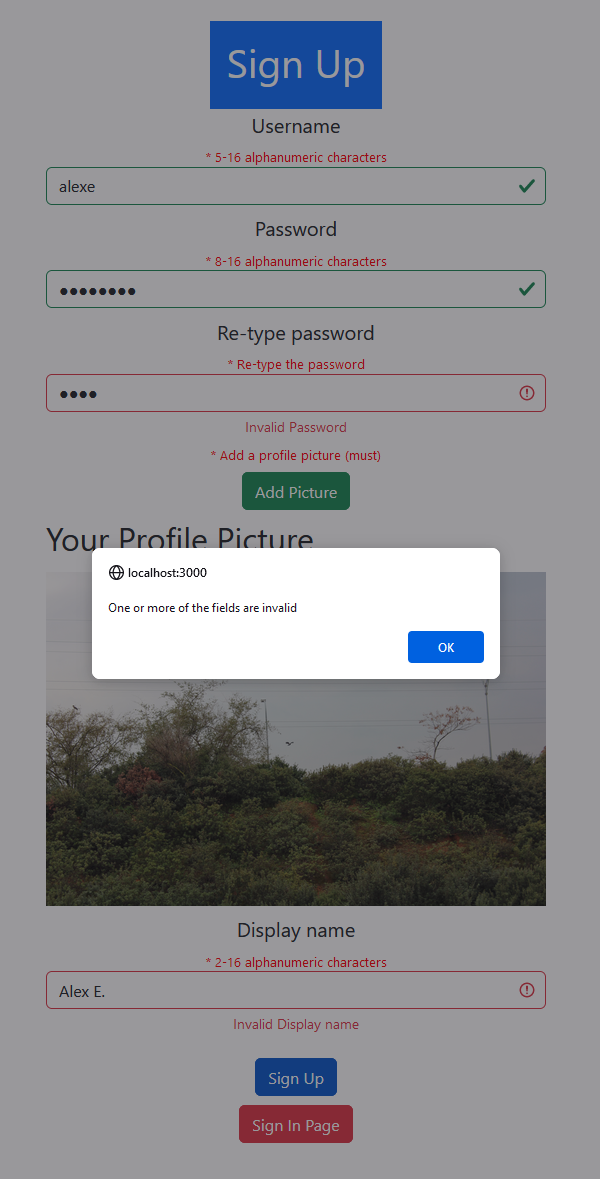 Sign Up
Username
* 5-16 alphanumeric characters
alexe
Password
* 8-16 alphanumeric characters
●●●●●●●●
Re-type password
* Re-type the password
●●●●
Invalid Password
* Add a profile picture (must)
Add Picture
Your Profile Picture
localhost:3000
One or more of the fields are invalid
OK
Display name
* 2-16 alphanumeric characters
Alex E.
Invalid Display name
Sign Up
Sign In Page